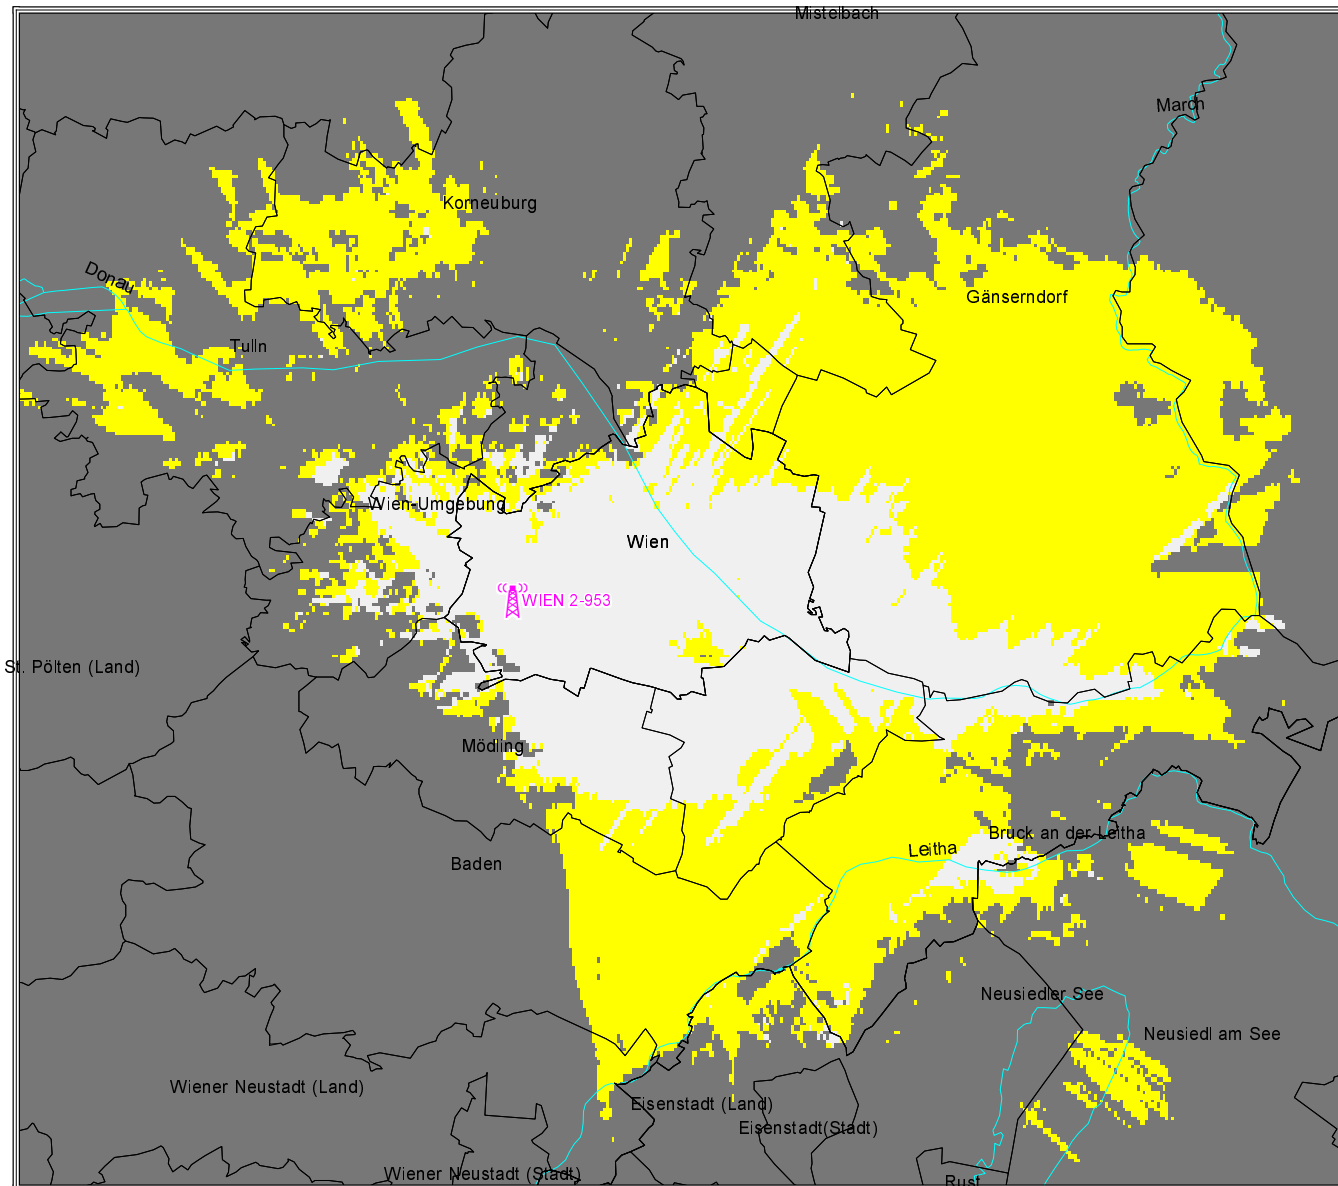 Mistelbach
March
Korneuburg
Donau
Gänserndorf
Tulln
Wien-Umgebung
Wien
WIEN 2-953
St. Pölten (Land)
Mödling
Bruck an der Leitha
Leitha
Baden
Neusiedler See
Neusiedl am See
Wiener Neustadt (Land)
Eisenstadt (Land)
Eisenstadt(Stadt)
Wiener Neustadt (Stadt)
Rust